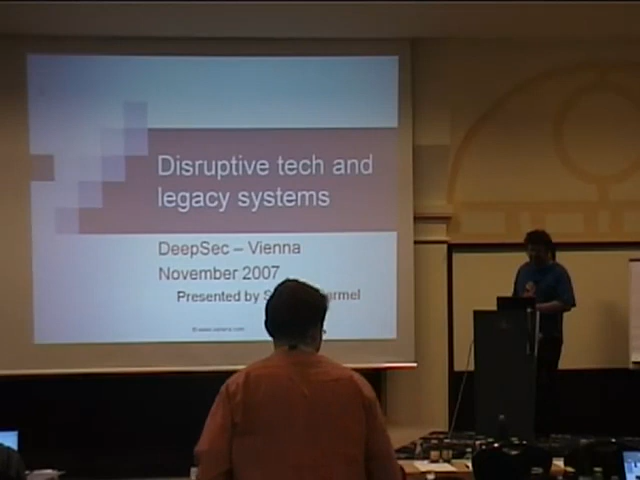 Disruptive tech and
legacy systems
DeepSec – Vienna
November 2007
Presented by S